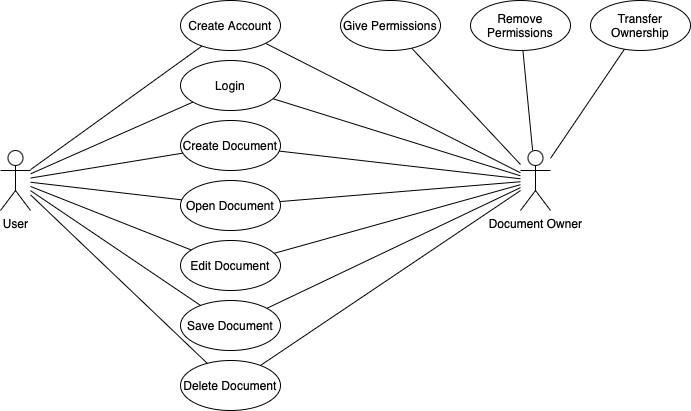 Create Account
Give Permissions
Remove
Permissions
Transfer
Ownership
Login
Create Document
Open Document
User
Document Owner
Edit Document
Save Document
Delete Document